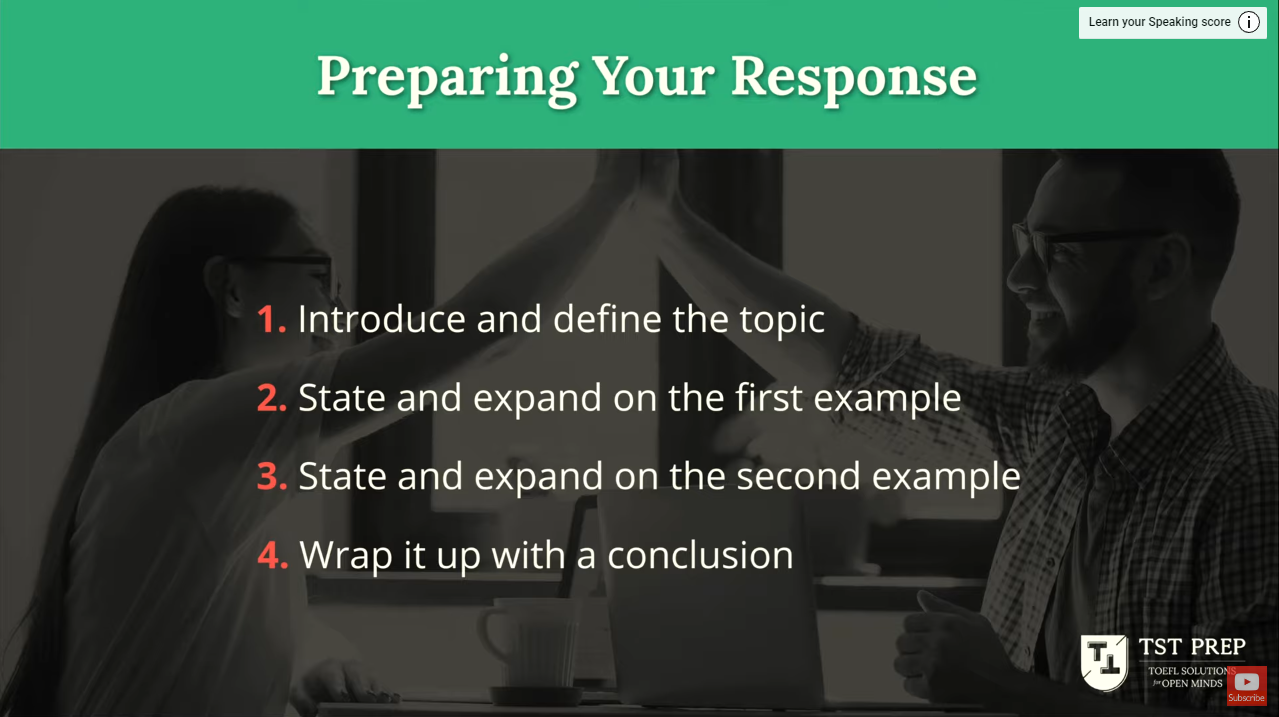 Learn your Speaking score
Preparing Your Response
1. Introduce and define the topic
2. State and expand on the first example
3. State and expand on the second example
4. Wrap it up with a conclusion
TST PREP
TOEFL SOLUTIONS
for OPEN MINDS
Subscribe